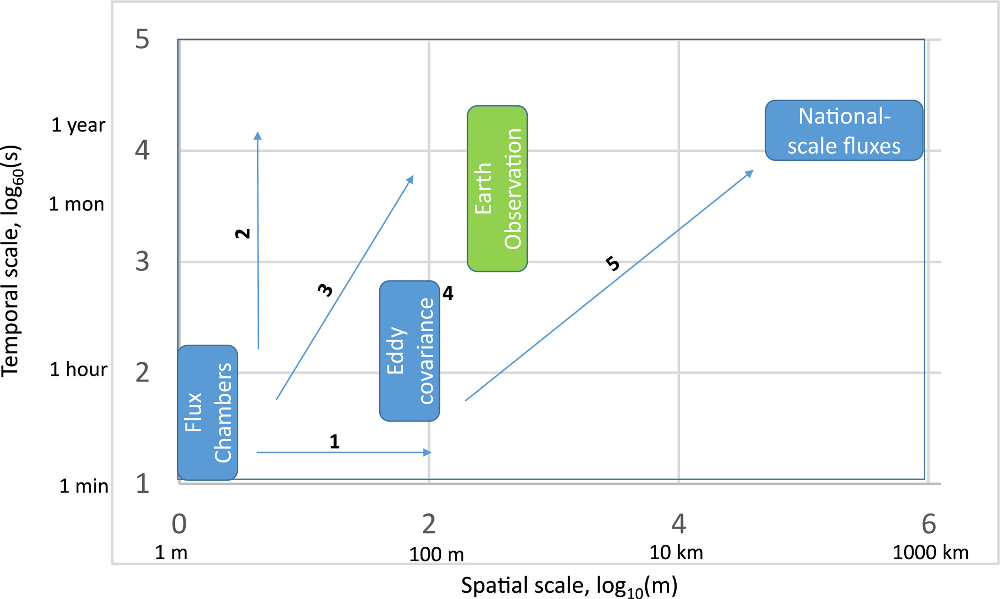 5
1 year
4
1 mon
3
1 hour
2
1 min
1
Temporal scale, log60(s)
National-
scale fluxes
Earth
Observation
2
3
4
5
Eddy
covariance
Flux
Chambers
1
0
2
4
6
1 m
100 m
10 km
1000 km
Spatial scale, log10(m)